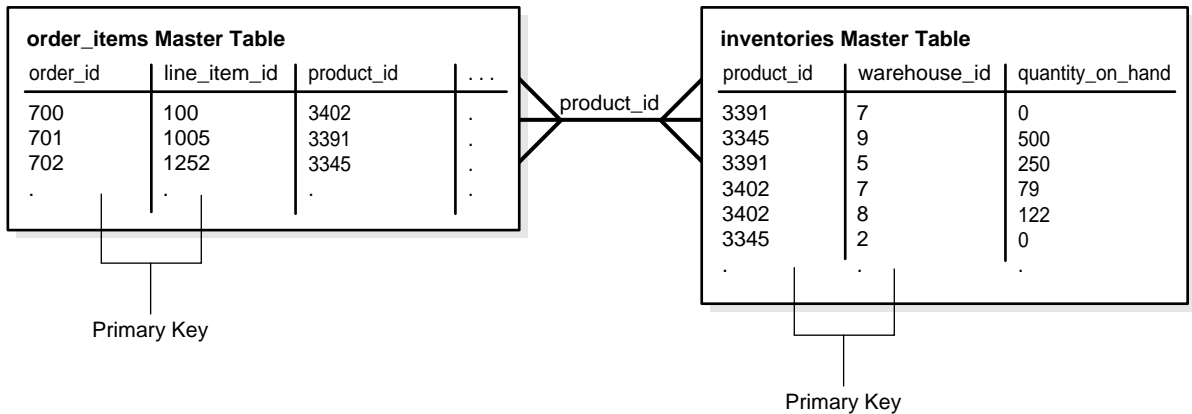 order_items Master Table
order_id line_item_id product_id . . .
700 100 3402 .
701 1005 3391 .
702 1252 3345 .
. . . .
Primary Key
product_id
inventories Master Table
product_id warehouse_id quantity_on_hand
3391 7 0
3345 9 500
3391 5 250
3402 7 79
3402 8 122
3345 2 0
. . .
Primary Key